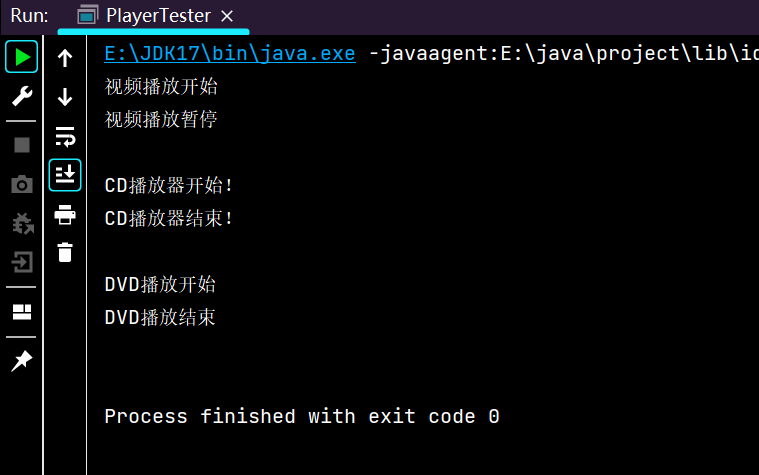 Run: PlayerTester
E:\JDK17\bin\java.exe -javaagent:E:\java\project\lib\id
视频播放开始
视频播放暂停
CD播放器开始!
CD播放器结束!
DVD播放开始
DVD播放结束
Process finished with exit code 0